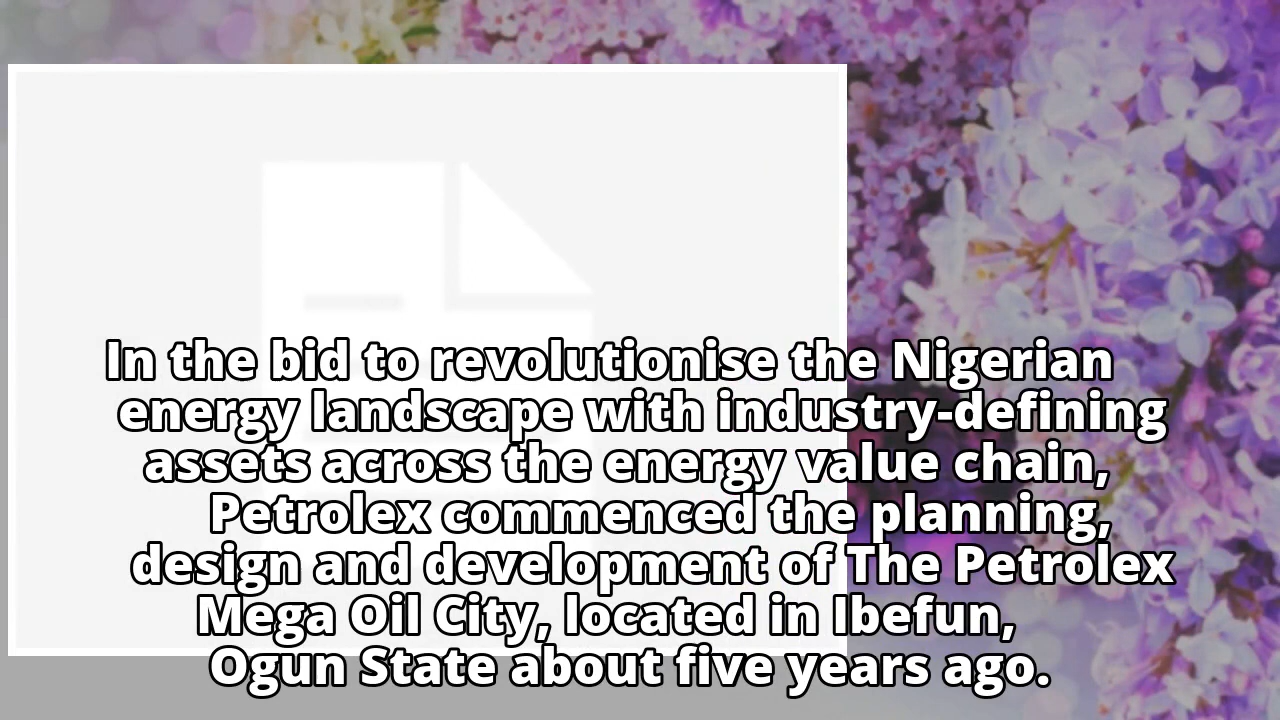 In the bid to revolutionise the Nigerian
energy landscape with industry-defining
assets across the energy value chain,
Petrolex commenced the planning,
design and development of The Petrolex
Mega Oil City, located in Ibefun,
Ogun State about five years ago.